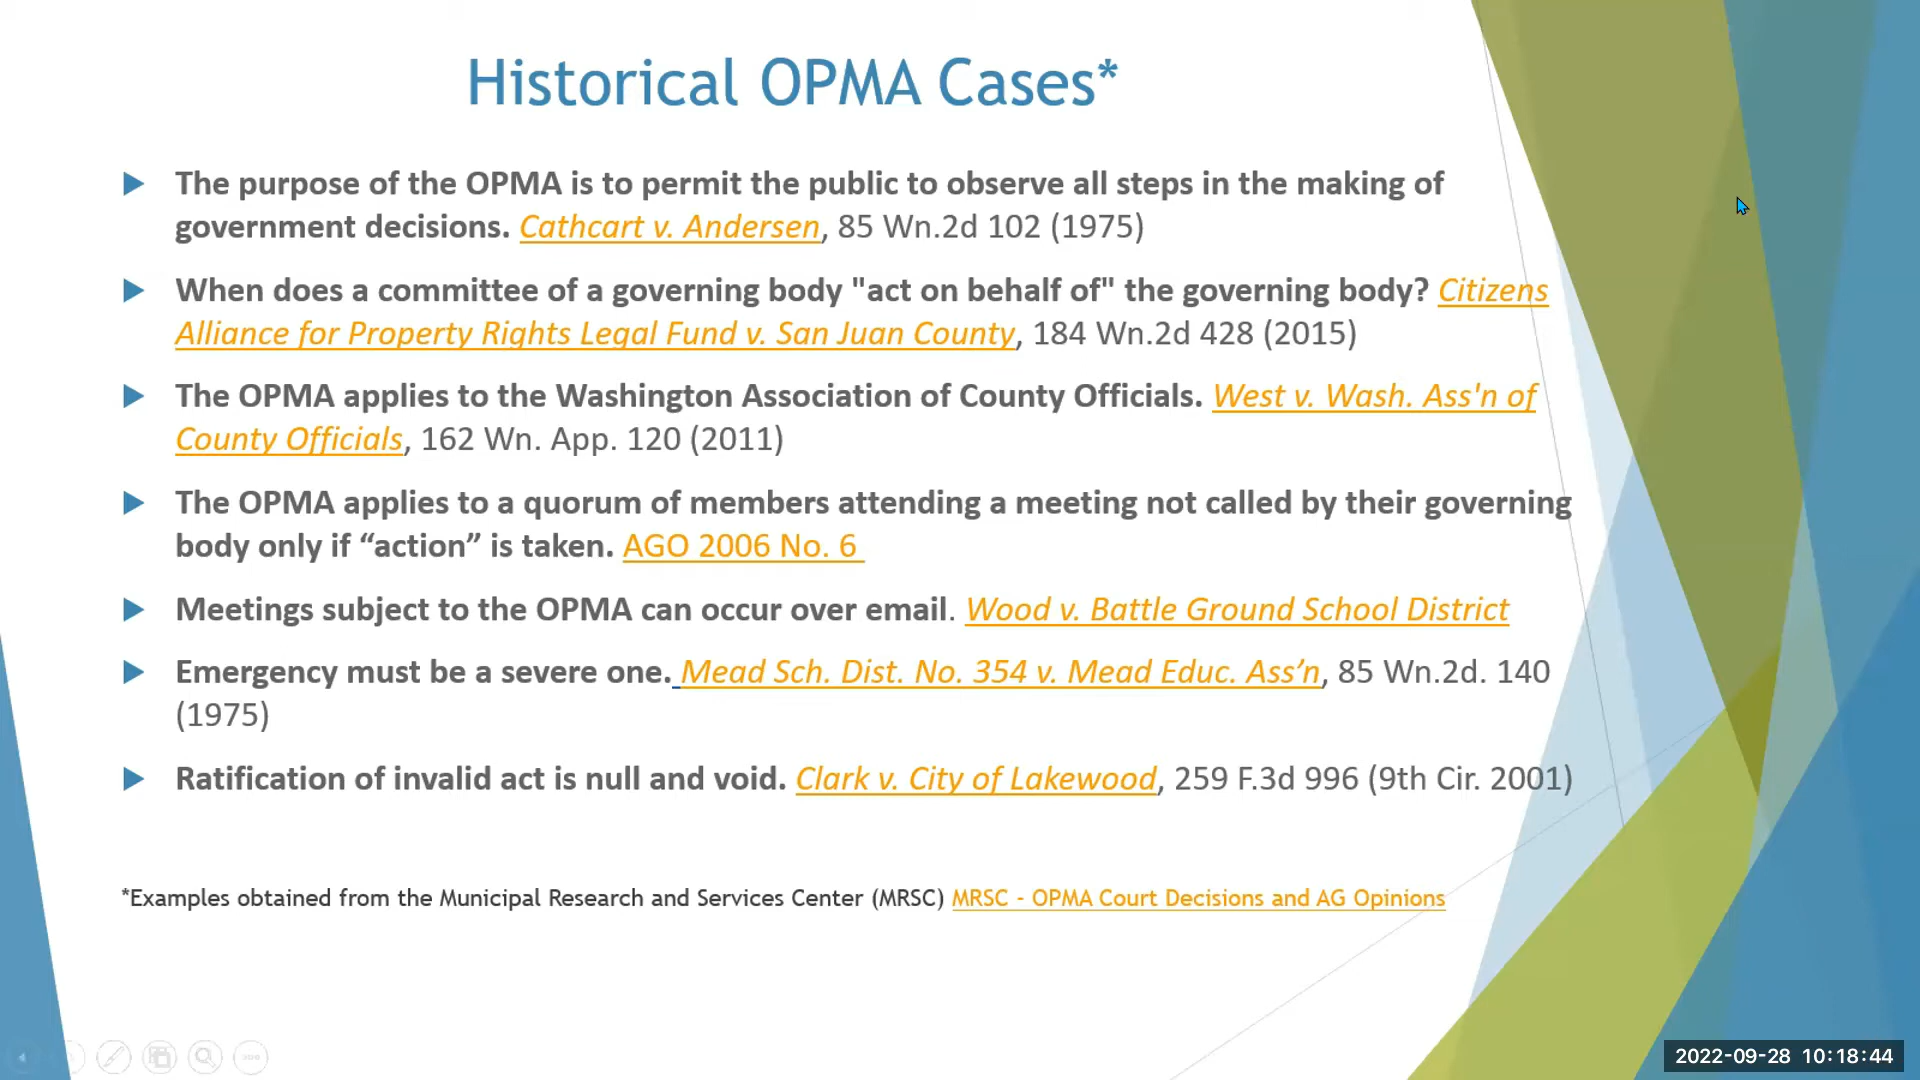 Historical OPMA Cases*
The purpose of the OPMA is to permit the public to observe all steps in the making of
government decisions. Cathcart v. Andersen, 85 Wn.2d 102 (1975)
When does a committee of a governing body "act on behalf of" the governing body? Citizens
Alliance for Property Rights Legal Fund v. San Juan County, 184 Wn.2d 428 (2015)
The OPMA applies to the Washington Association of County Officials. West v. Wash. Ass'n of
County Officials, 162 Wn. App. 120 (2011)
The OPMA applies to a quorum of members attending a meeting not called by their governing
body only if “action” is taken. AGO 2006 No. 6
Meetings subject to the OPMA can occur over email. Wood v. Battle Ground School District
Emergency must be a severe one. Mead Sch. Dist. No. 354 v. Mead Educ. Ass’n, 85 Wn.2d. 140
(1975)
Ratification of invalid act is null and void. Clark v. City of Lakewood, 259 F.3d 996 (9th Cir. 2001)
*Examples obtained from the Municipal Research and Services Center (MRSC) MRSC - OPMA Court Decisions and AG Opinions
2022-09-28 10:18:44